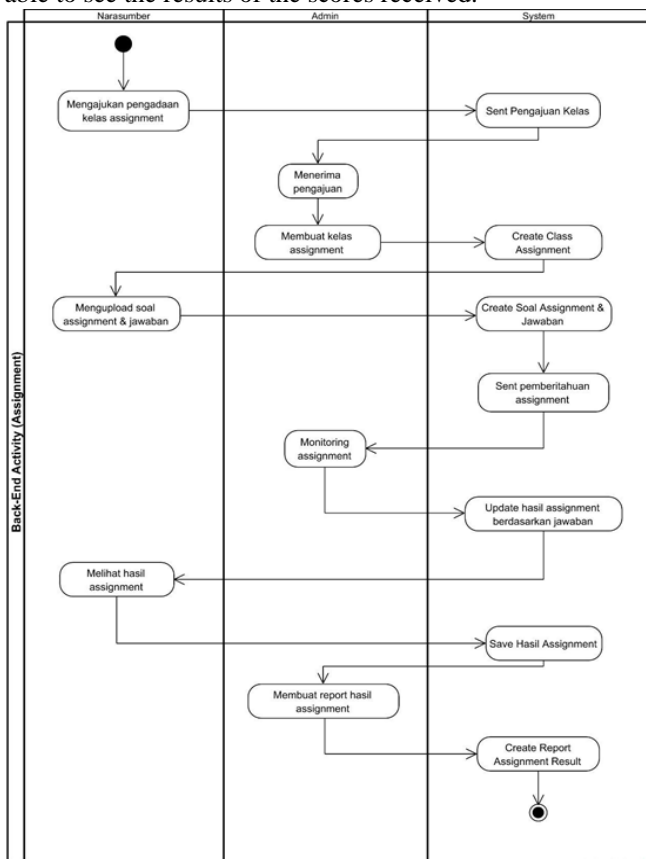 able to see the results of the scores received.
Narasumber
Admin
System
Back-End Activity (Assignment)
Mengajukan pengadaan
kelas assignment
Sent Pengajuan Kelas
Menerima
pengajuan
Membuat kelas
assignment
Create Class
Assignment
Mengupload soal
assignment & jawaban
Create Soal Assignment &
Jawaban
Sent pemberitahuan
assignment
Monitoring
assignment
Update hasil assignment
berdasarkan jawaban
Melihat hasil
assignment
Save Hasil Assignment
Membuat report hasil
assignment
Create Report
Assignment Result